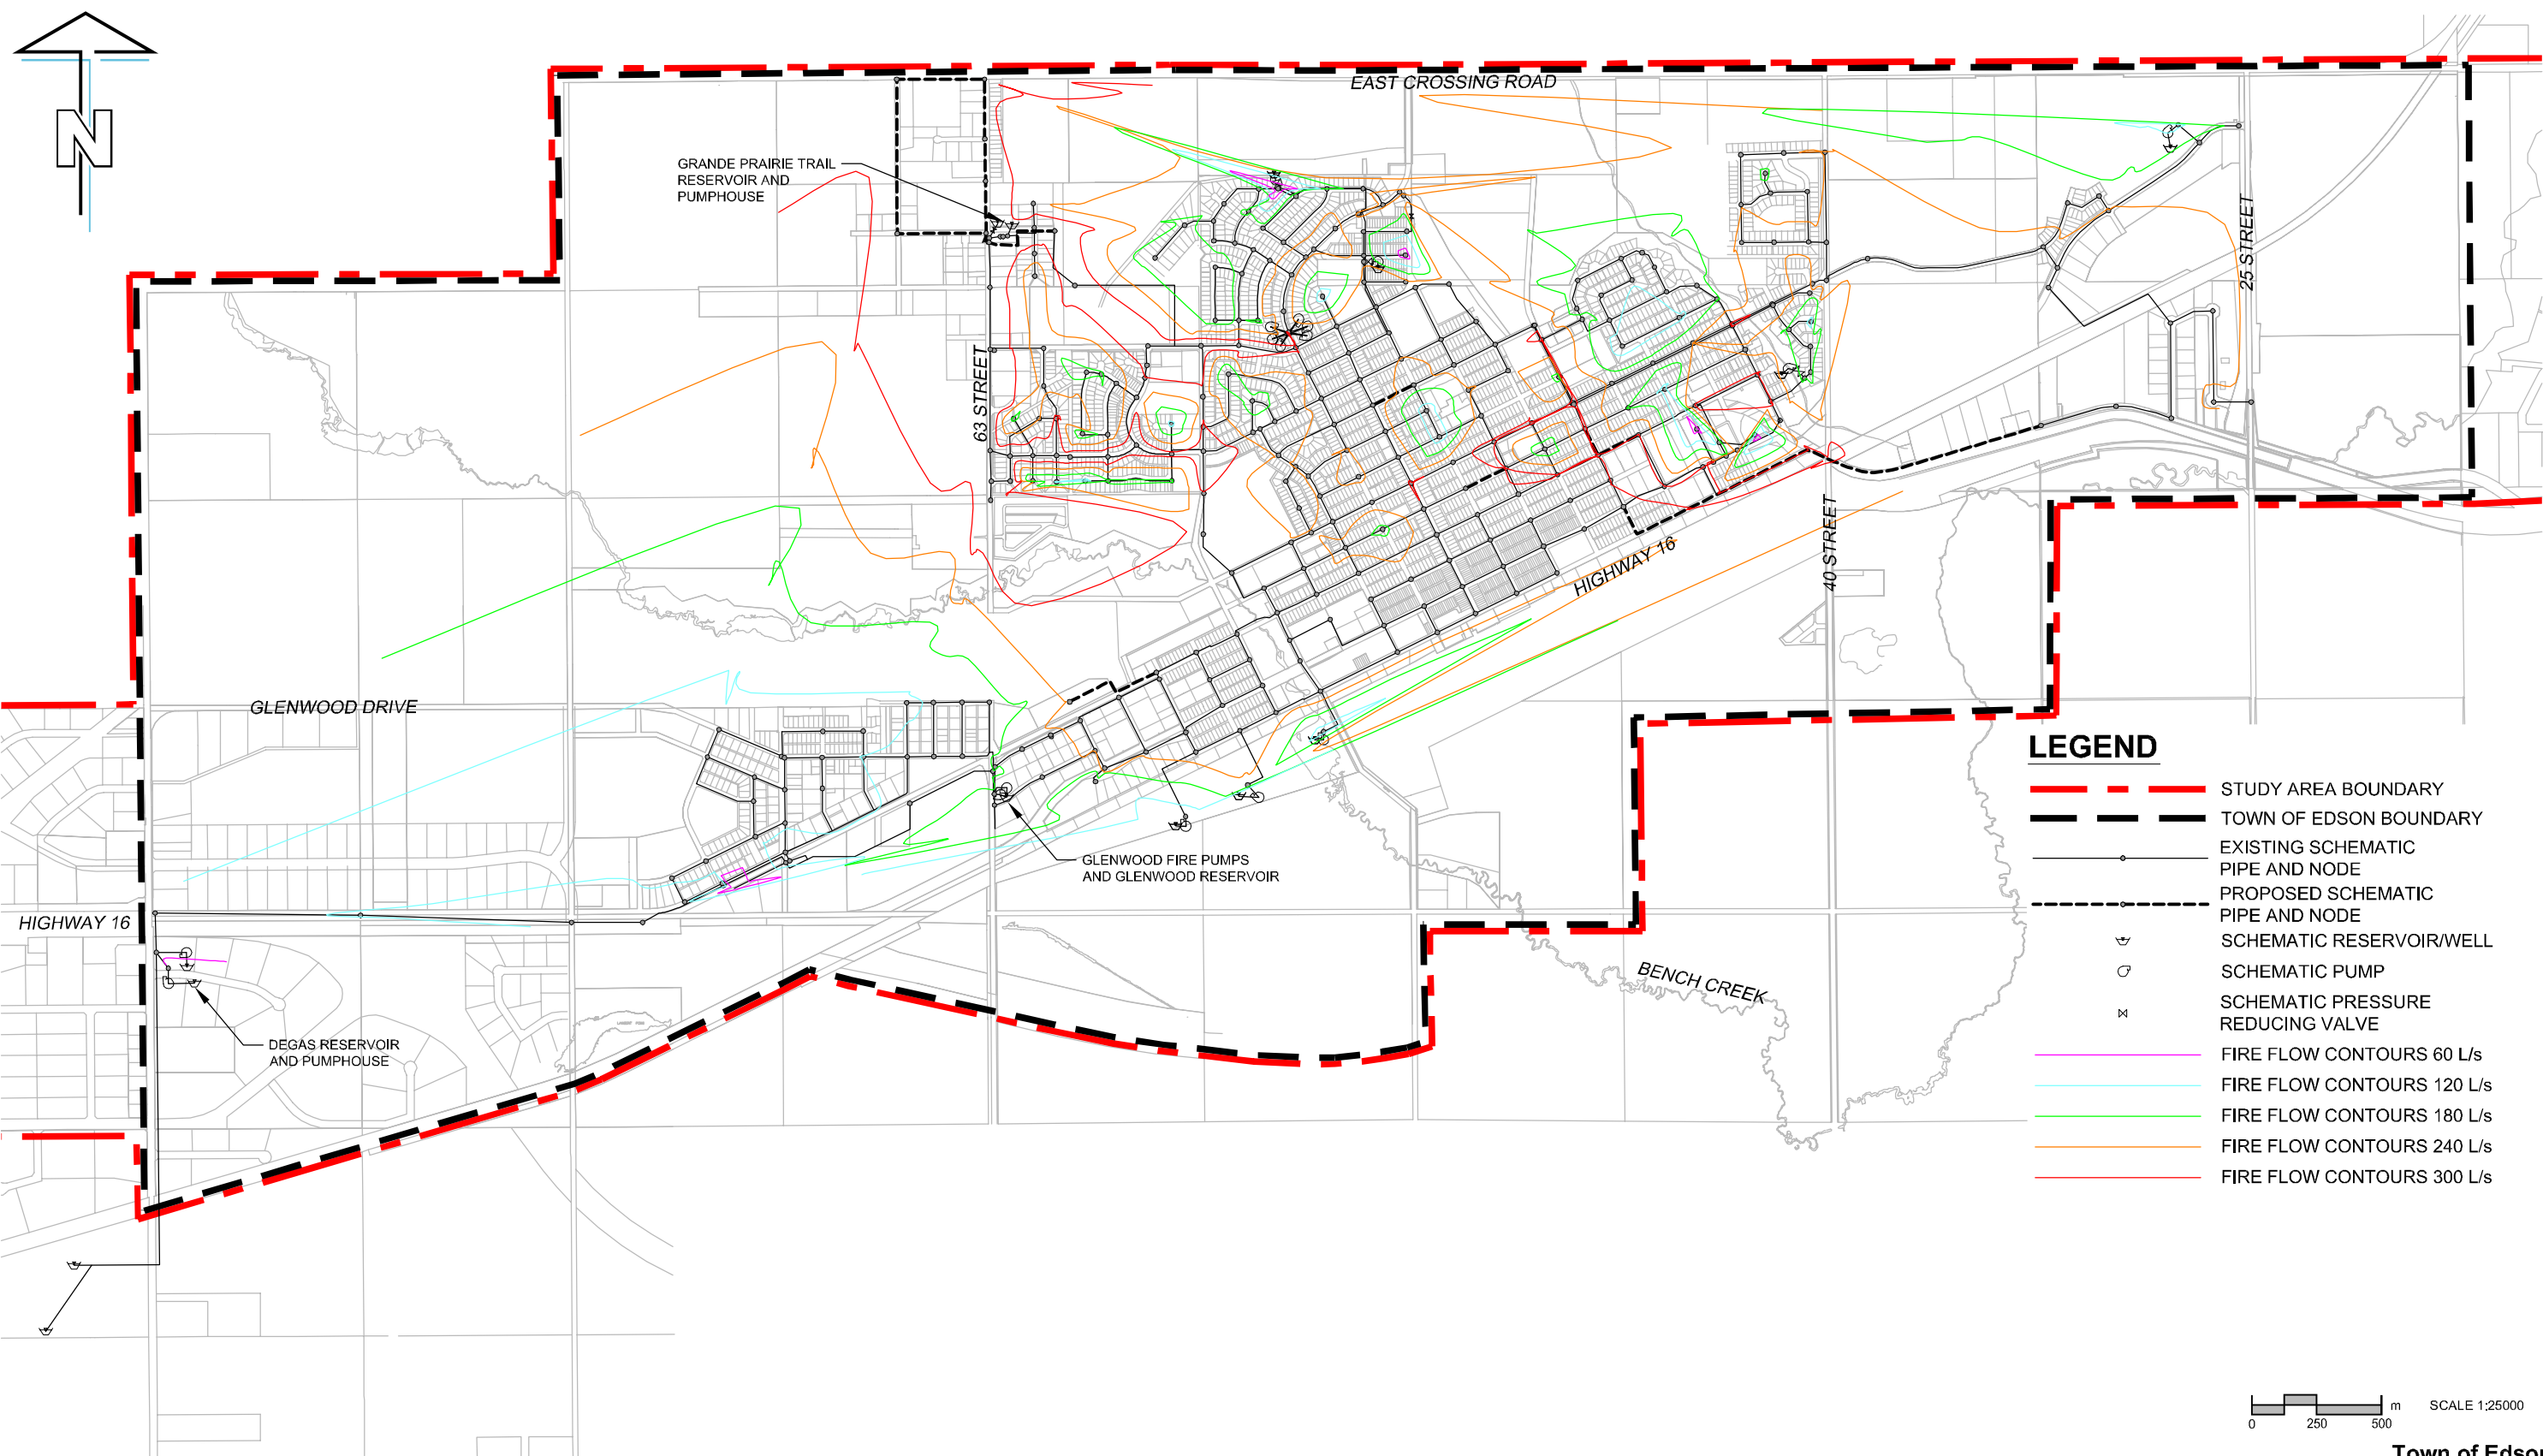 N
EAST CROSSING ROAD
GRANDE PRAIRIE TRAIL
RESERVOIR AND
PUMPHOUSE
25 STREET
63 STREET
40 STREET
HIGHWAY 16
GLENWOOD DRIVE
GLENWOOD FIRE PUMPS
AND GLENWOOD RESERVOIR
HIGHWAY 16
DEGAS RESERVOIR
AND PUMPHOUSE
BENCH CREEK
LEGEND
STUDY AREA BOUNDARY
TOWN OF EDSON BOUNDARY
EXISTING SCHEMATIC
PIPE AND NODE
PROPOSED SCHEMATIC
PIPE AND NODE
SCHEMATIC RESERVOIR/WELL
SCHEMATIC PUMP
SCHEMATIC PRESSURE
REDUCING VALVE
FIRE FLOW CONTOURS 60 L/s
FIRE FLOW CONTOURS 120 L/s
FIRE FLOW CONTOURS 180 L/s
FIRE FLOW CONTOURS 240 L/s
FIRE FLOW CONTOURS 300 L/s
m SCALE 1:25000
0 250 500
Town of Edson